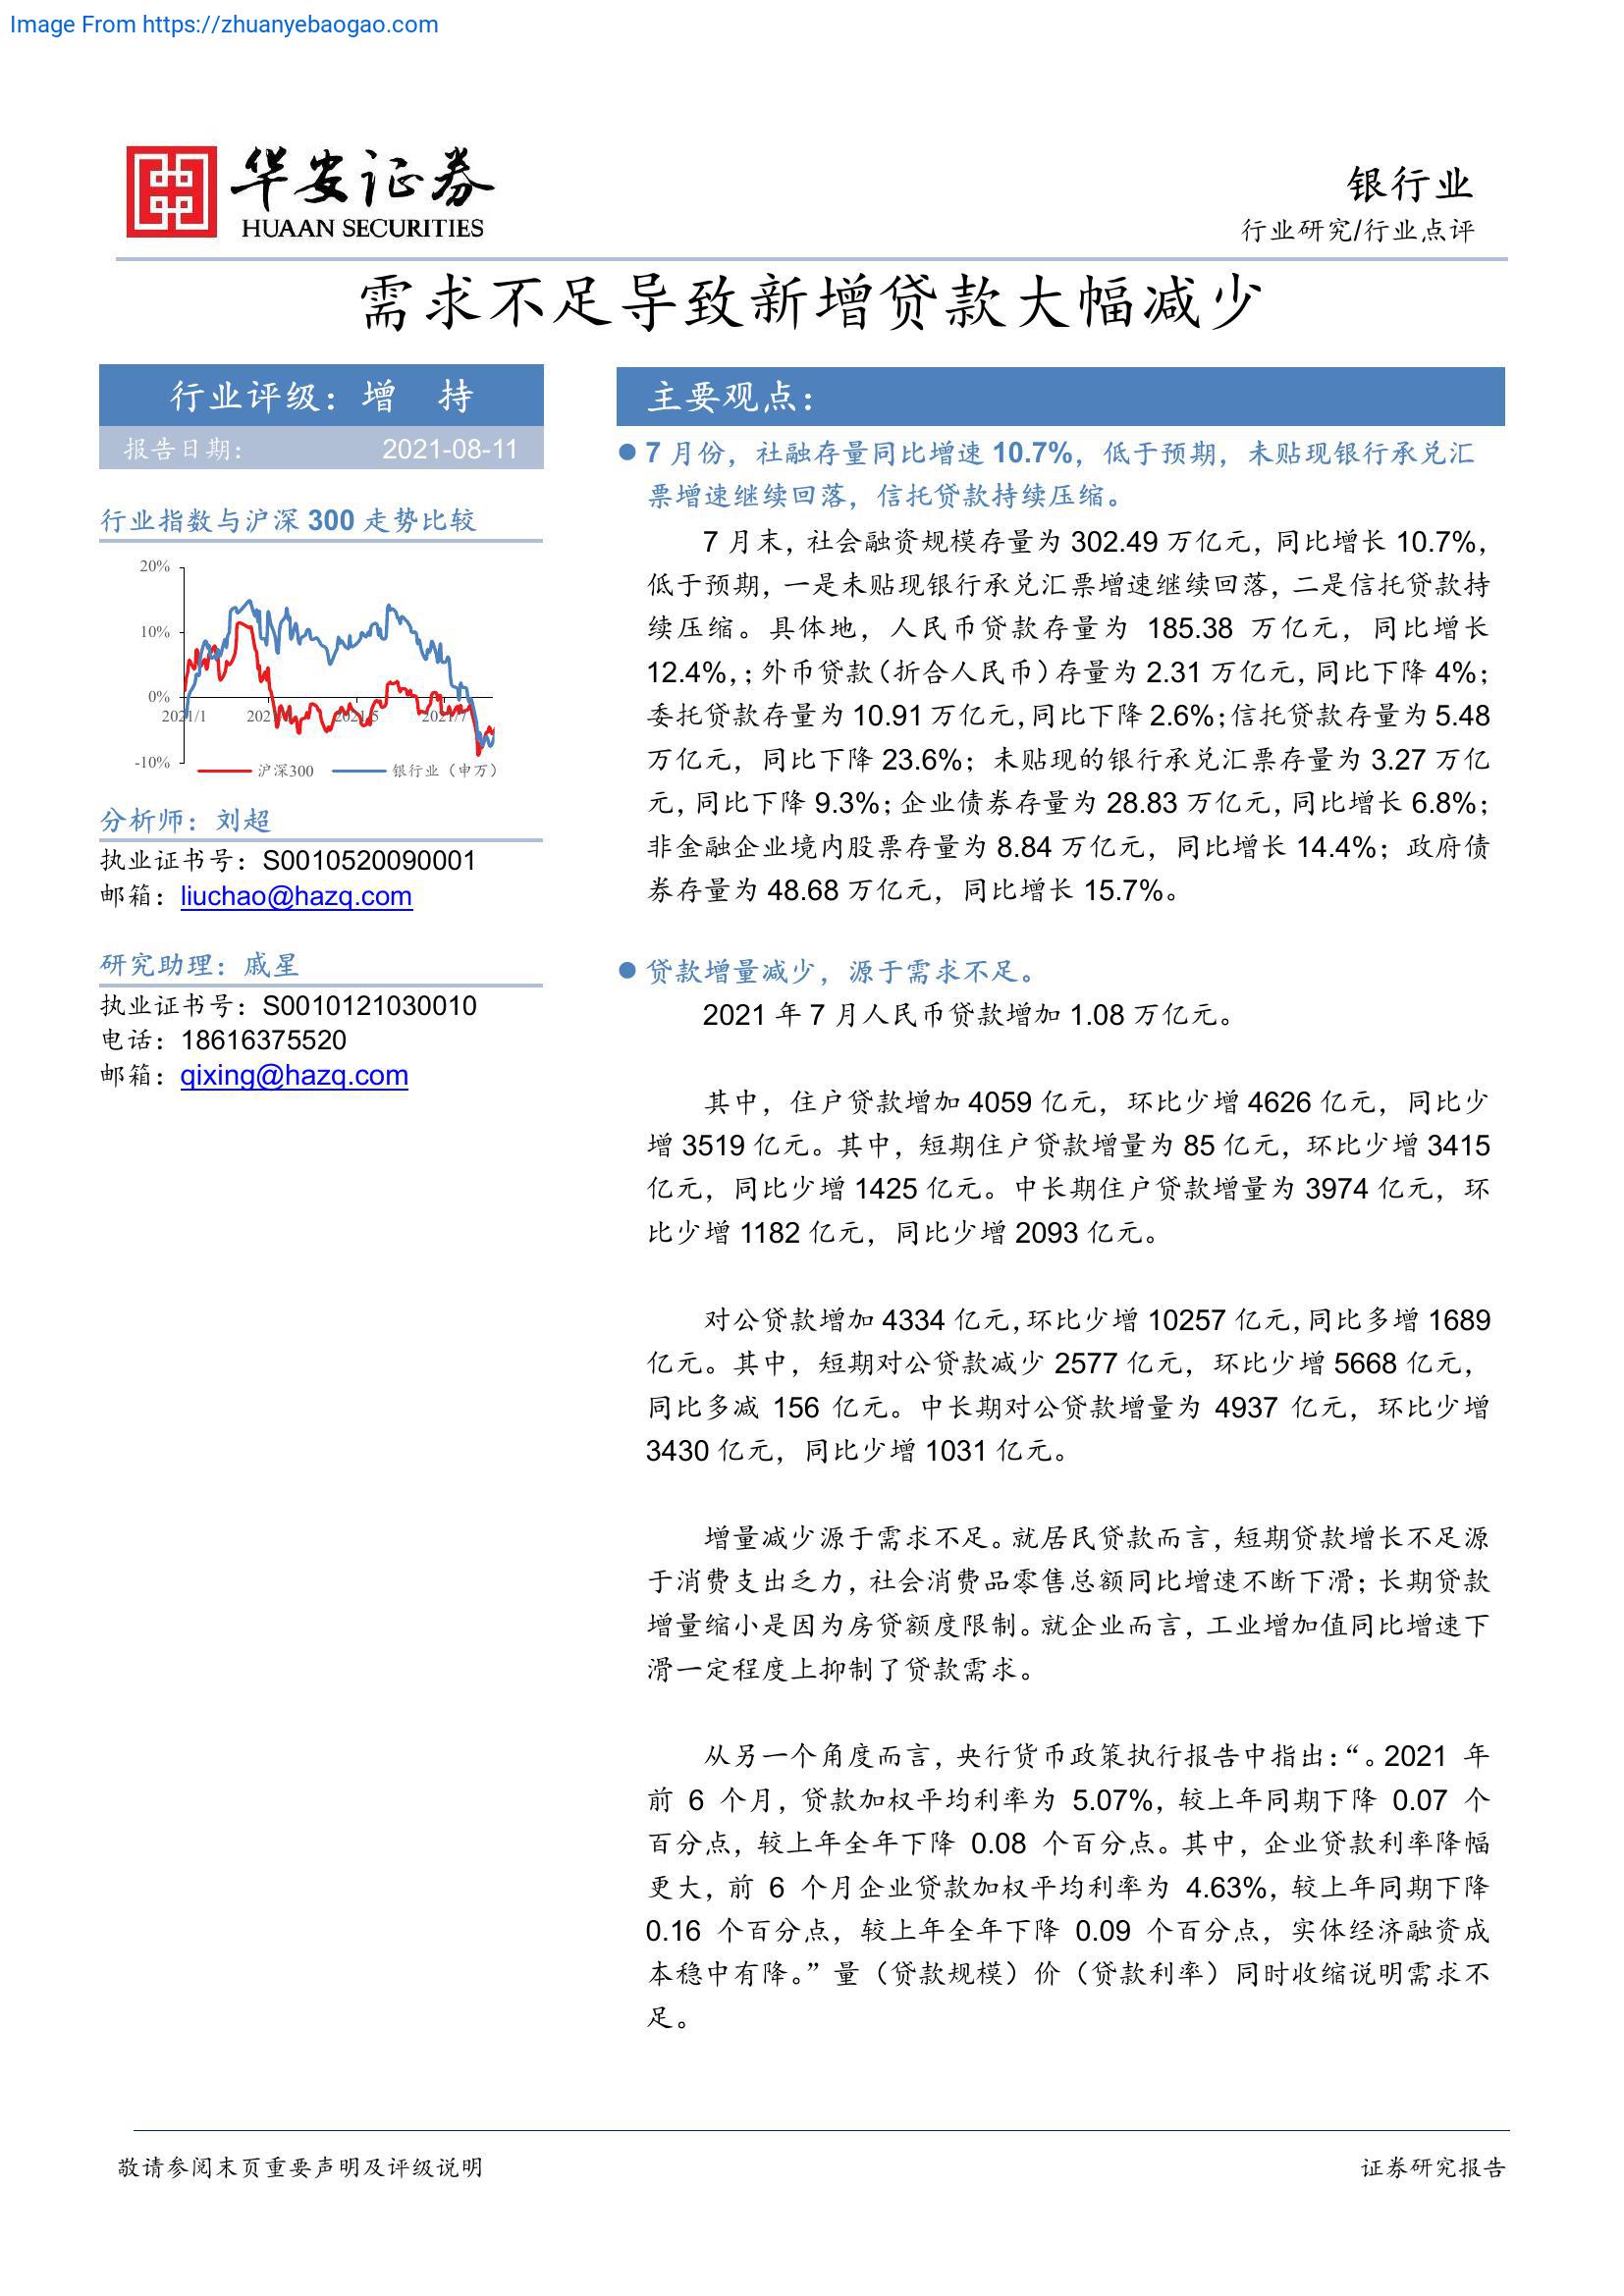 Image From https://zhuanyebaogao.com
华安证券
HUAAN SECURITIES
银行业
行业研究/行业点评
需求不足导致新增贷款大幅减少
行业评级：增 持
报告日期： 2021-08-11
行业指数与沪深 300 走势比较
20%
10%
0%
-10%
2021/1
2021/5
2021/7
沪深300
银行业（申万）
分析师：刘超
执业证书号：S0010520090001
邮箱：liuchao@hazq.com
研究助理：戚星
执业证书号：S0010121030010
电话：18616375520
邮箱：qixing@hazq.com
主要观点：
7 月份，社融存量同比增速 10.7%，低于预期，未贴现银行承兑汇
票增速继续回落，信托贷款持续压缩。
7 月末，社会融资规模存量为 302.49 万亿元，同比增长 10.7%，
低于预期，一是未贴现银行承兑汇票增速继续回落，二是信托贷款持
续压缩。具体地，人民币贷款存量为 185.38 万亿元，同比增长
12.4%，；外币贷款（折合人民币）存量为 2.31 万亿元，同比下降 4%；
委托贷款存量为 10.91 万亿元，同比下降 2.6%；信托贷款存量为 5.48
万亿元，同比下降 23.6%；未贴现的银行承兑汇票存量为 3.27 万亿
元，同比下降 9.3%；企业债券存量为 28.83 万亿元，同比增长 6.8%；
非金融企业境内股票存量为 8.84 万亿元，同比增长 14.4%；政府债
券存量为 48.68 万亿元，同比增长 15.7%。
贷款增量减少，源于需求不足。
2021 年 7 月人民币贷款增加 1.08 万亿元。
其中，住户贷款增加 4059 亿元，环比少增 4626 亿元，同比少
增 3519 亿元。其中，短期住户贷款增量为 85 亿元，环比少增 3415
亿元，同比少增 1425 亿元。中长期住户贷款增量为 3974 亿元，环
比少增 1182 亿元，同比少增 2093 亿元。
对公贷款增加 4334 亿元，环比少增 10257 亿元，同比多增 1689
亿元。其中，短期对公贷款减少 2577 亿元，环比少增 5668 亿元，
同比多减 156 亿元。中长期对公贷款增量为 4937 亿元，环比少增
3430 亿元，同比少增 1031 亿元。
增量减少源于需求不足。就居民贷款而言，短期贷款增长不足源
于消费支出乏力，社会消费品零售总额同比增速不断下滑；长期贷款
增量缩小是因为房贷额度限制。就企业而言，工业增加值同比增速下
滑一定程度上抑制了贷款需求。
从另一个角度而言，央行货币政策执行报告中指出：“。2021 年
前 6 个月，贷款加权平均利率为 5.07%，较上年同期下降 0.07 个
百分点，较上年全年下降 0.08 个百分点。其中，企业贷款利率降幅
更大，前 6 个月企业贷款加权平均利率为 4.63%，较上年同期下降
0.16 个百分点，较上年全年下降 0.09 个百分点，实体经济融资成
本稳中有降。”量（贷款规模）价（贷款利率）同时收缩说明需求不
足。
敬请参阅末页重要声明及评级说明
证券研究报告